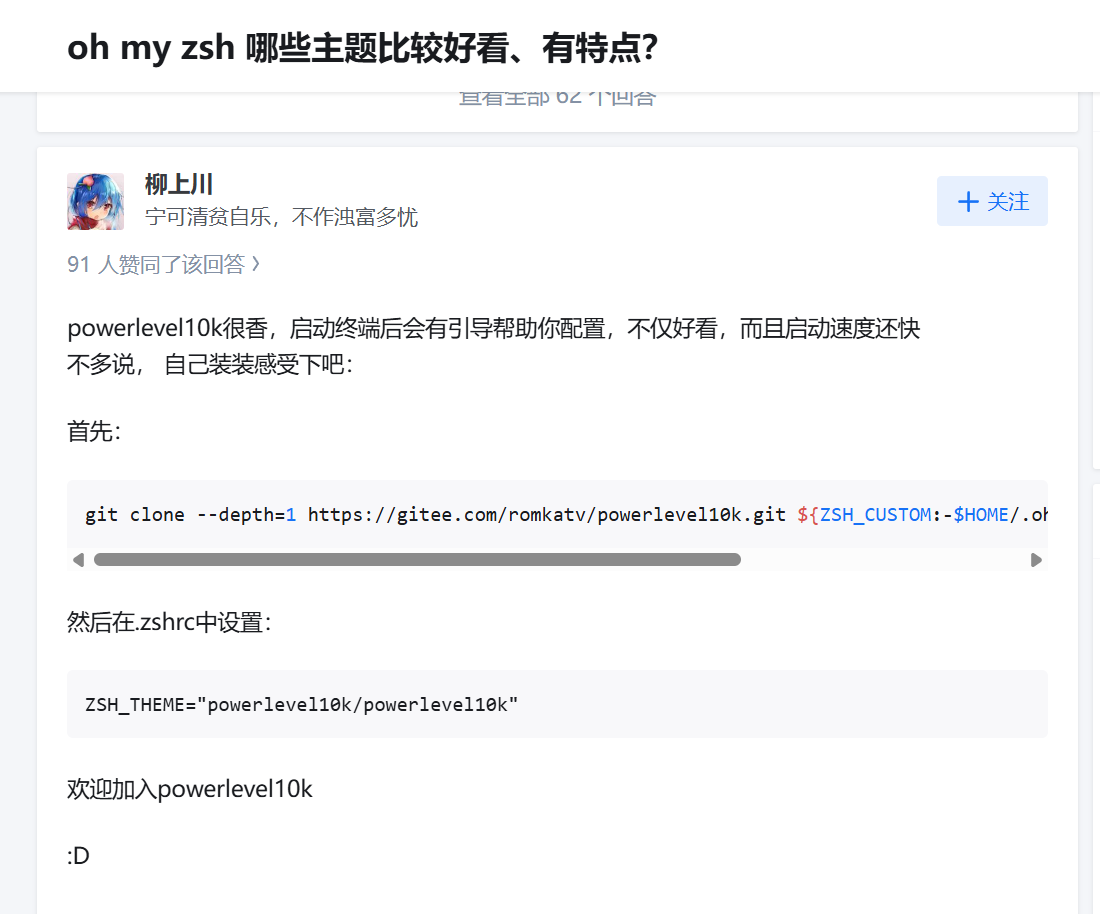 oh my zsh 哪些主题比较好看、有特点?
查看全部 62 个回答
柳上川
宁可清贫自乐，不作浊富多忧
关注
91 人赞同了该回答
powerlevel10k很香，启动终端后会有引导帮助你配置，不仅好看，而且启动速度还快
不多说， 自己装装感受下吧：
首先：
git clone --depth=1 https://gitee.com/romkatv/powerlevel10k.git ${ZSH_CUSTOM:-$HOME/.oh
然后在.zshrc中设置：
ZSH_THEME="powerlevel10k/powerlevel10k"
欢迎加入powerlevel10k
:D